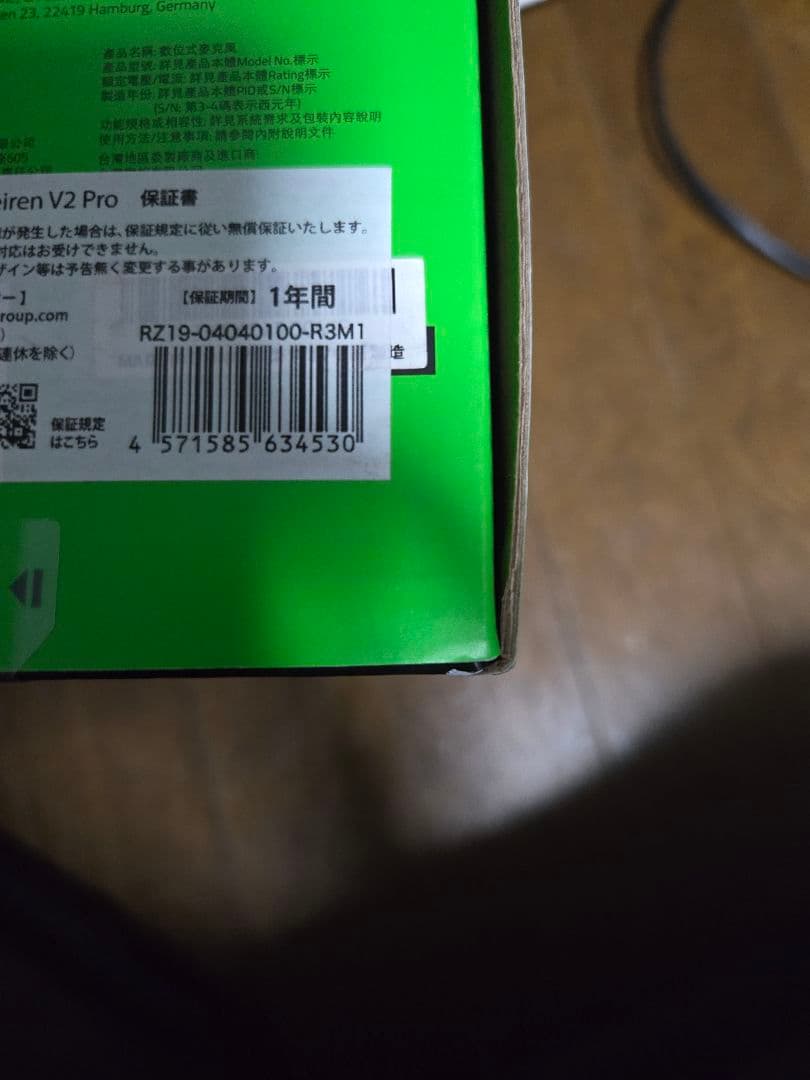 en 23, 22419 Hamburg, Germany
產品名稱: 數位式麥克風
產品型號: 詳見產品本體Model No.標示
額定電壓/電流: 詳見產品本體Rating標示
製造年份: 詳見產品本體PID或S/N標示
(S/N: 第3-4碼表示西元年)
功能規格或相容性: 詳見系統需求及包裝內容說明
使用方法/注意事項: 請參閱內附說明文件
限公司
605
台灣地區委製廠商及進口商:
eiren V2 Pro 保証書
が発生した場合は、保証規定に従い無償保証いたします。
対応はお受けできません。
ザイン等は予告無く変更する事があります。
ー】
【保証期間】 1年間
roup.com
RZ19-04040100-R3M1
連休を除く)
造
保証規定
はこちら
4 571585 634530